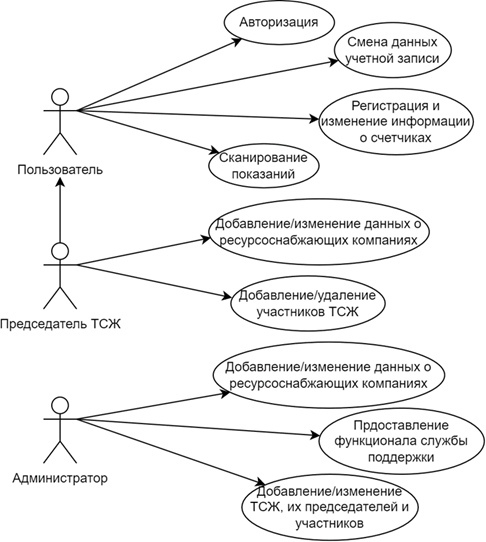 Авторизация
Смена данных
учетной записи
Регистрация и
изменение информации
о счетчиках
Пользователь
Сканирование
показаний
Добавление/изменение данных о
ресурсоснабжающих компаниях
Председатель ТСЖ
Добавление/удаление
участников ТСЖ
Добавление/изменение данных о
ресурсоснабжающих компаниях
Прдоставление
функционала службы
поддержки
Администратор
Добавление/изменение
ТСЖ, их председателей и
участников